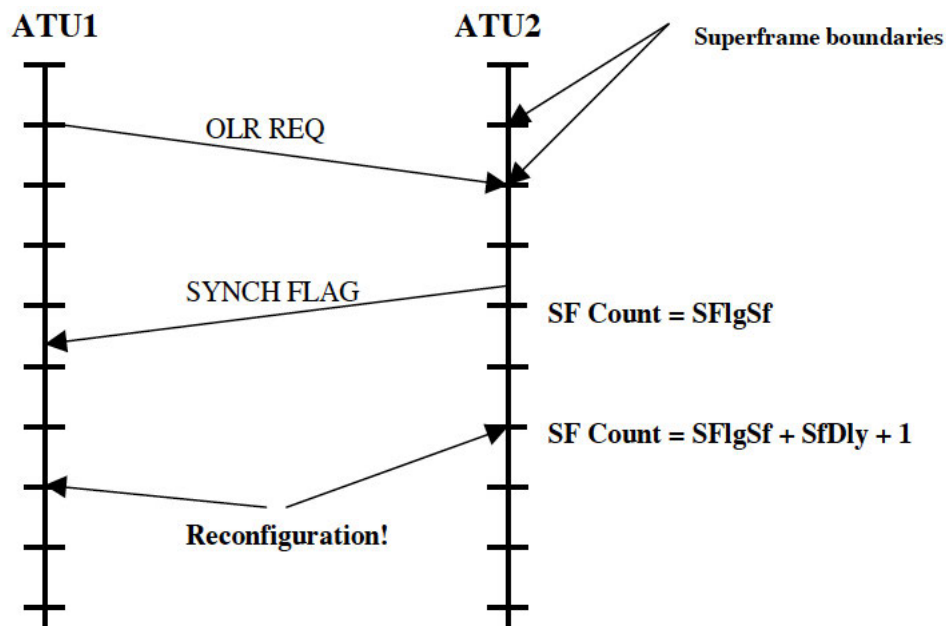 ATU1
ATU2
Superframe boundaries
OLR REQ
SYNCH FLAG
SF Count = SFlgSf
SF Count = SFlgSf + SfDly + 1
Reconfiguration!